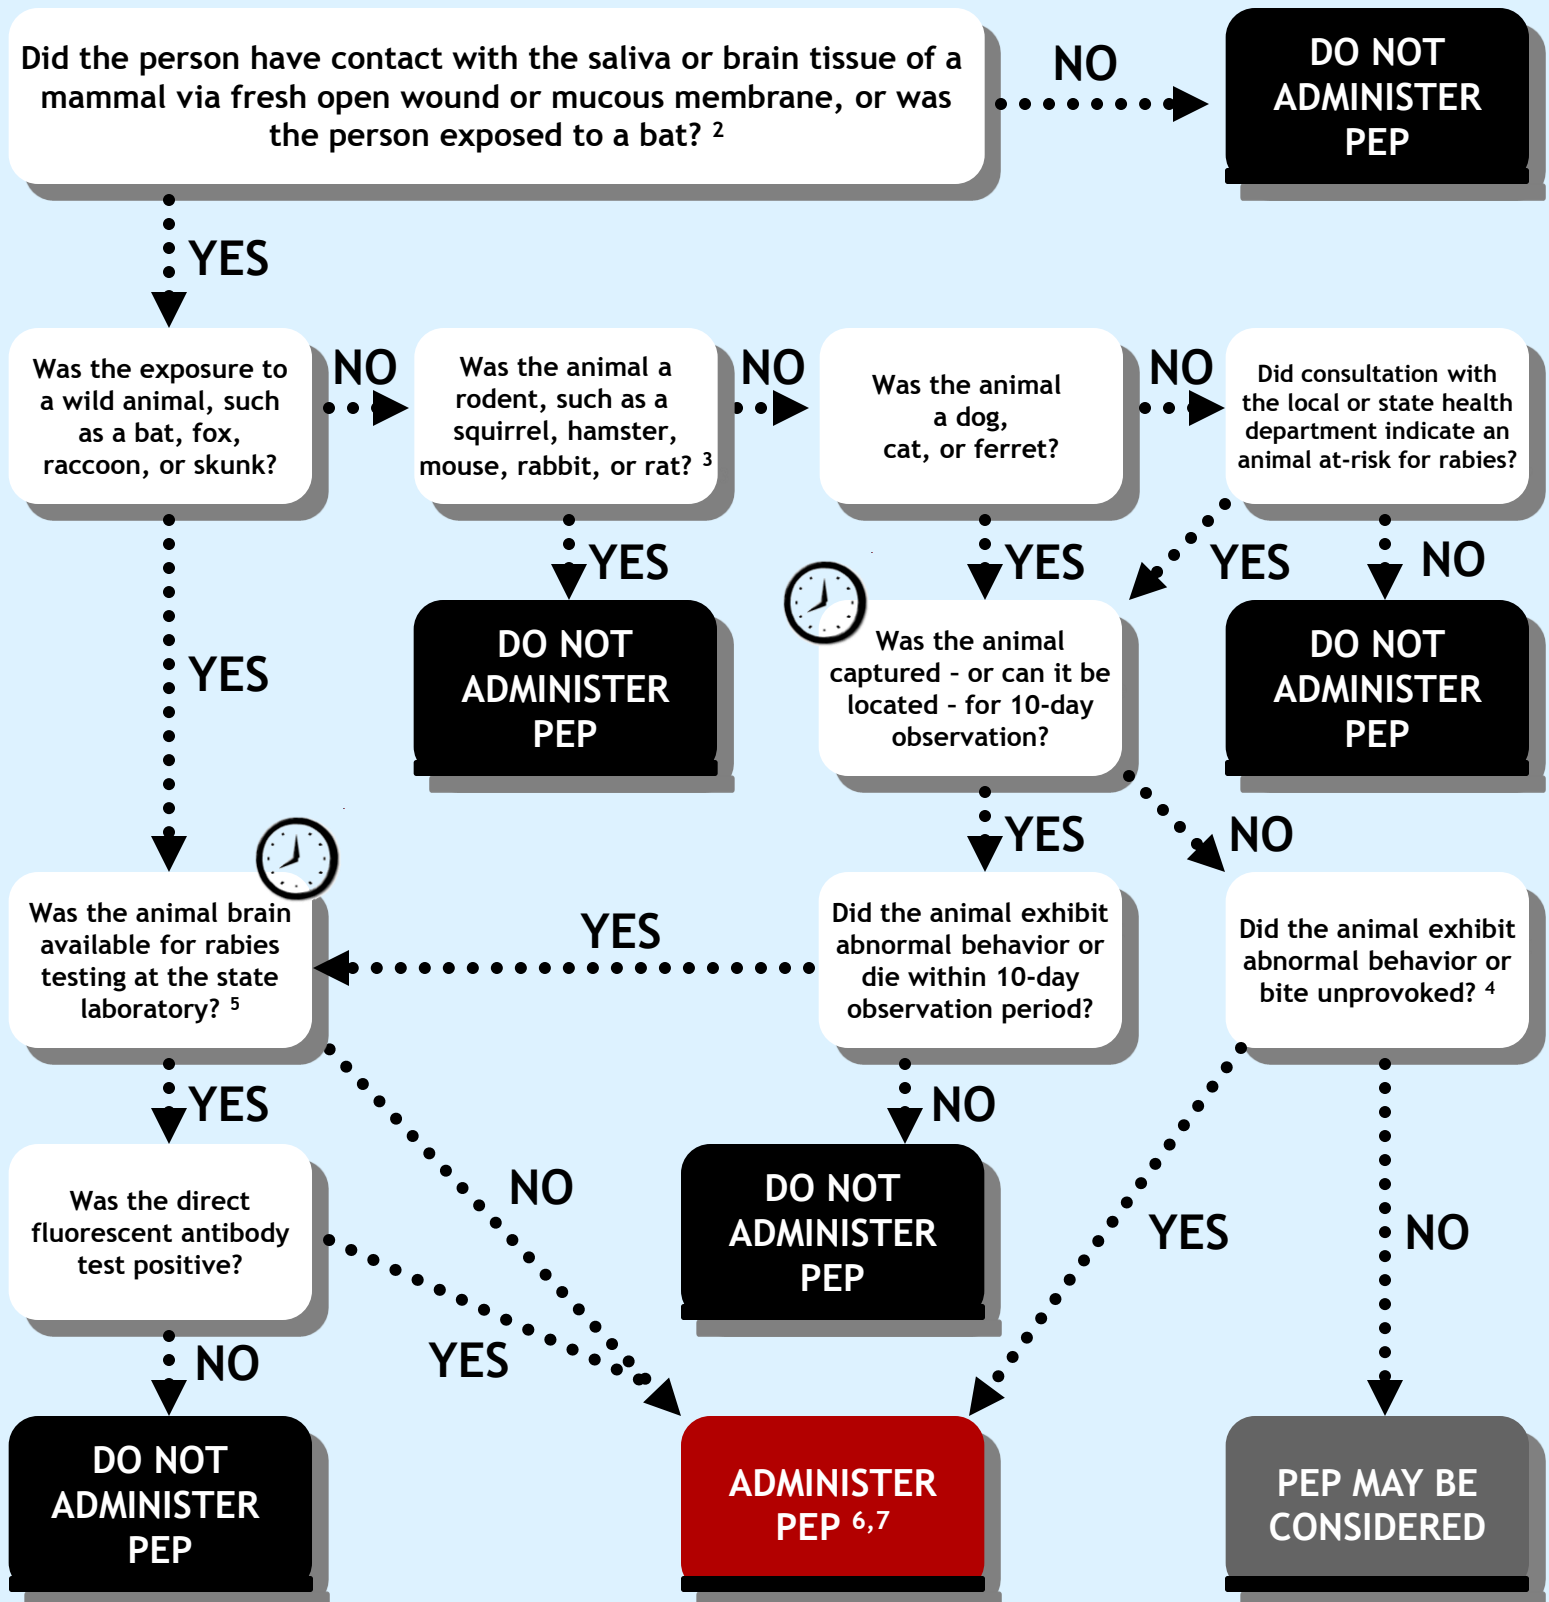 Did the person have contact with the saliva or brain tissue of a
mammal via fresh open wound or mucous membrane, or was
the person exposed to a bat? 2
NO
DO NOT
ADMINISTER
PEP
YES
Was the exposure to
a wild animal, such
as a bat, fox,
raccoon, or skunk?
NO
Was the animal a
rodent, such as a
squirrel, hamster,
mouse, rabbit, or rat? 3
NO
Was the animal
a dog,
cat, or ferret?
NO
Did consultation with
the local or state health
department indicate an
animal at-risk for rabies?
YES
YES
YES
YES
NO
DO NOT
ADMINISTER
PEP
Was the animal
captured – or can it be
located – for 10-day
observation?
DO NOT
ADMINISTER
PEP
YES
NO
Was the animal brain
available for rabies
testing at the state
laboratory? 5
YES
Did the animal exhibit
abnormal behavior or
die within 10-day
observation period?
Did the animal exhibit
abnormal behavior or
bite unprovoked? 4
YES
NO
NO
YES
NO
Was the direct
fluorescent antibody
test positive?
DO NOT
ADMINISTER
PEP
NO
YES
DO NOT
ADMINISTER
PEP
ADMINISTER
PEP 6,7
PEP MAY BE
CONSIDERED